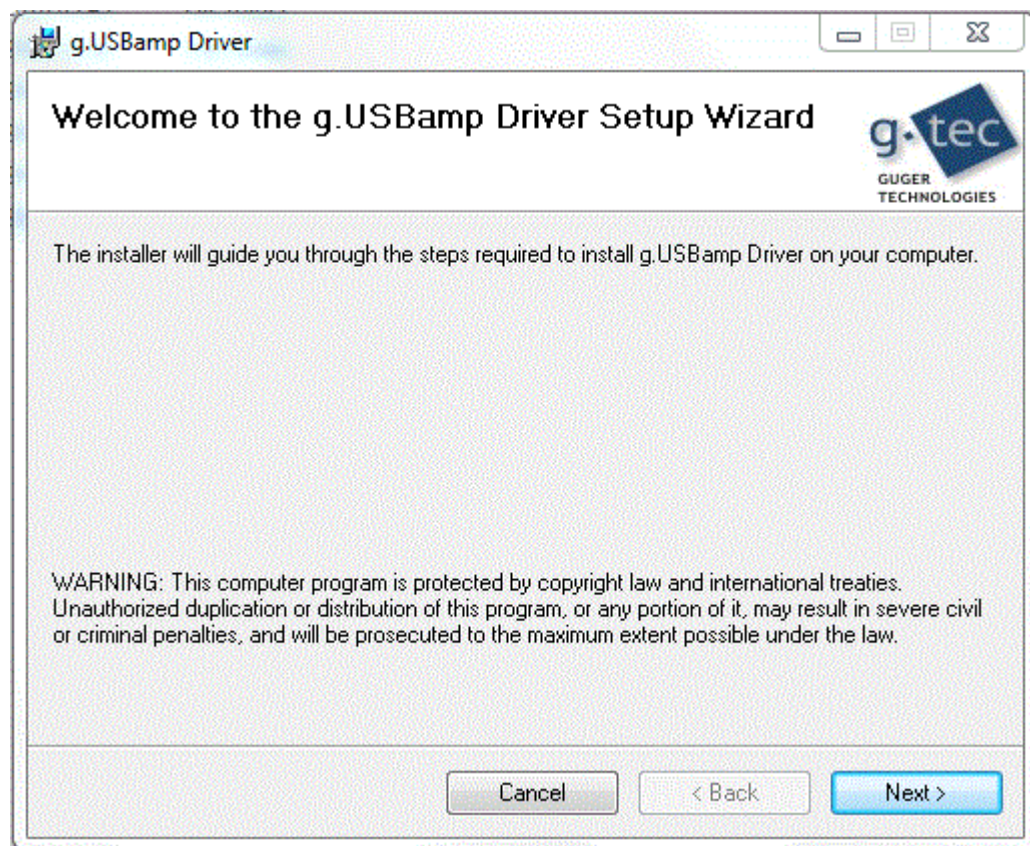 g.USBamp Driver
Welcome to the g.USBamp Driver Setup Wizard
g.tec
GUGER
TECHNOLOGIES
The installer will guide you through the steps required to install g.USBamp Driver on your computer.
WARNING: This computer program is protected by copyright law and international treaties.
Unauthorized duplication or distribution of this program, or any portion of it, may result in severe civil
or criminal penalties, and will be prosecuted to the maximum extent possible under the law.
Cancel
< Back
Next >